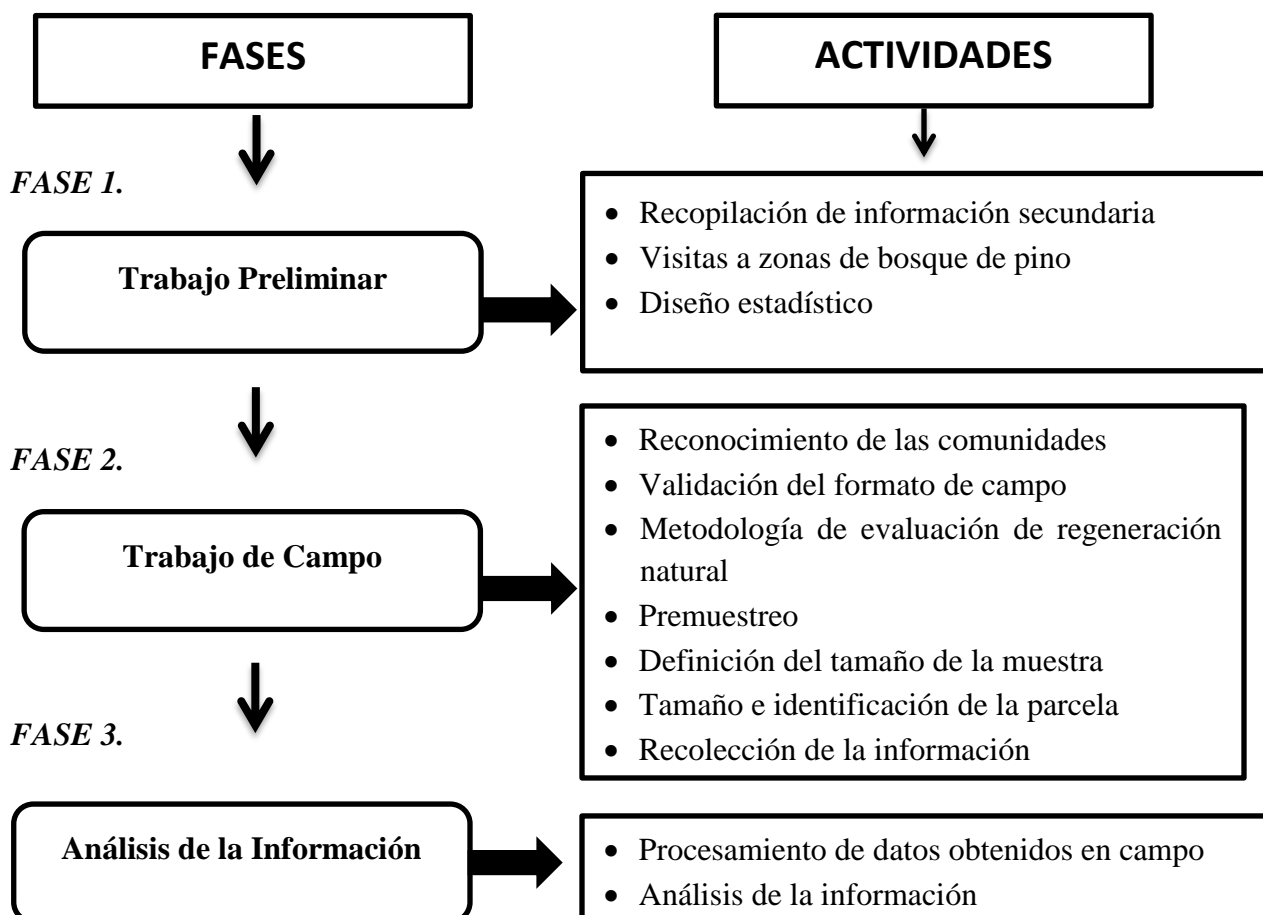 FASES
ACTIVIDADES
FASE 1.
Trabajo Preliminar
• Recopilación de información secundaria
• Visitas a zonas de bosque de pino
• Diseño estadístico
FASE 2.
Trabajo de Campo
• Reconocimiento de las comunidades
• Validación del formato de campo
• Metodología de evaluación de regeneración
natural
• Premuestreo
• Definición del tamaño de la muestra
• Tamaño e identificación de la parcela
• Recolección de la información
FASE 3.
Análisis de la Información
• Procesamiento de datos obtenidos en campo
• Análisis de la información